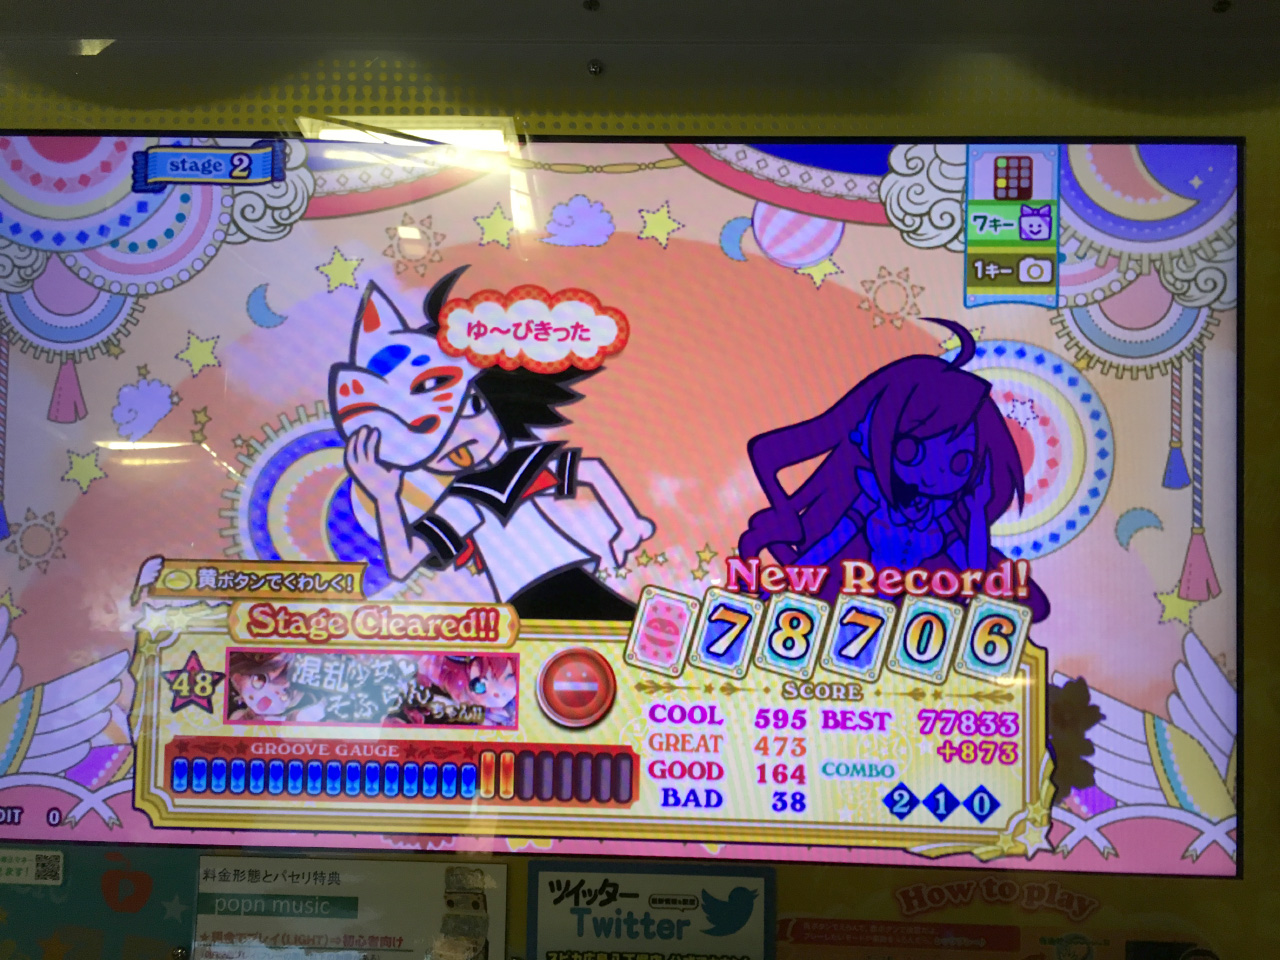 stage 2
7キー
1キー
ゆ〜びきった
黄ボタンでくわしく!
New Record!
Stage Cleared!!
78706
48
混乱少女♥
そふらんちゃん!!
SCORE
COOL 595 BEST 77833
GREAT 473 +873
GOOD 164 COMBO
BAD 38 210
GROOVE GAUGE
DIT 0
料金形態とパセリ特典
popn music
ツイッター
Twitter
How to play